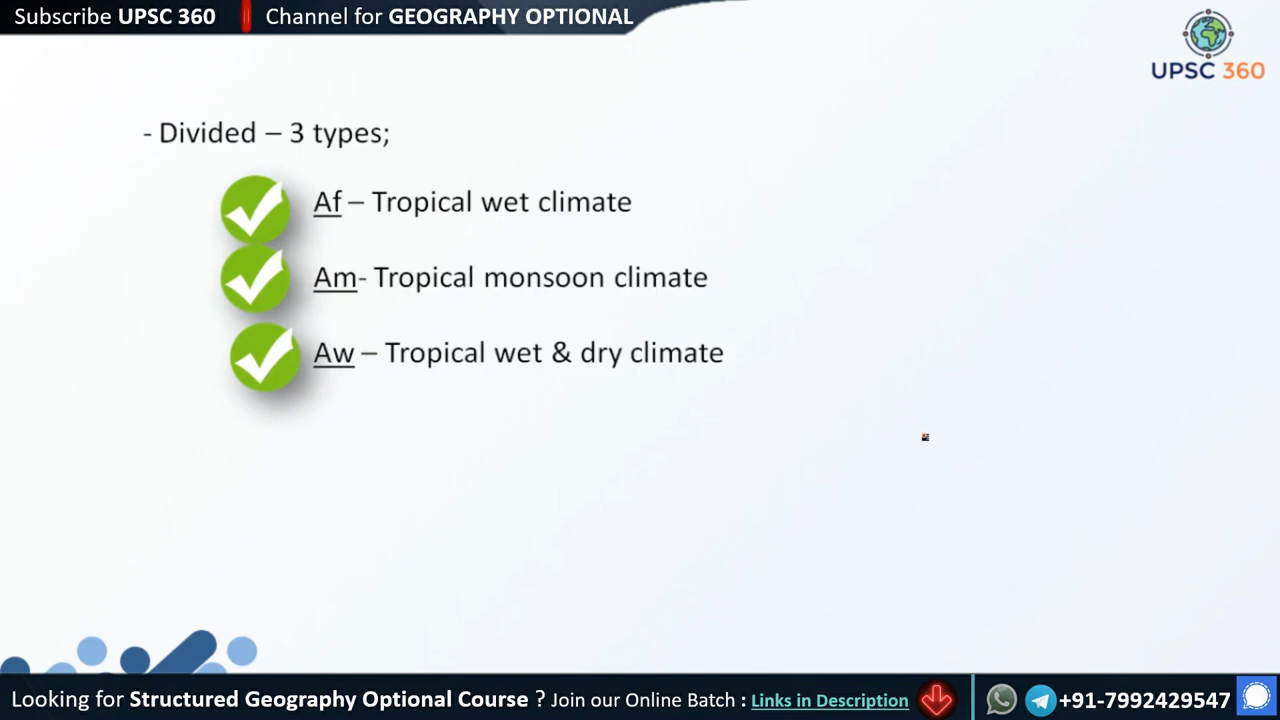 Subscribe UPSC 360 Channel for GEOGRAPHY OPTIONAL
UPSC 360
- Divided – 3 types;
Af – Tropical wet climate
Am- Tropical monsoon climate
Aw – Tropical wet & dry climate
Looking for Structured Geography Optional Course ? Join our Online Batch : Links in Description +91-7992429547